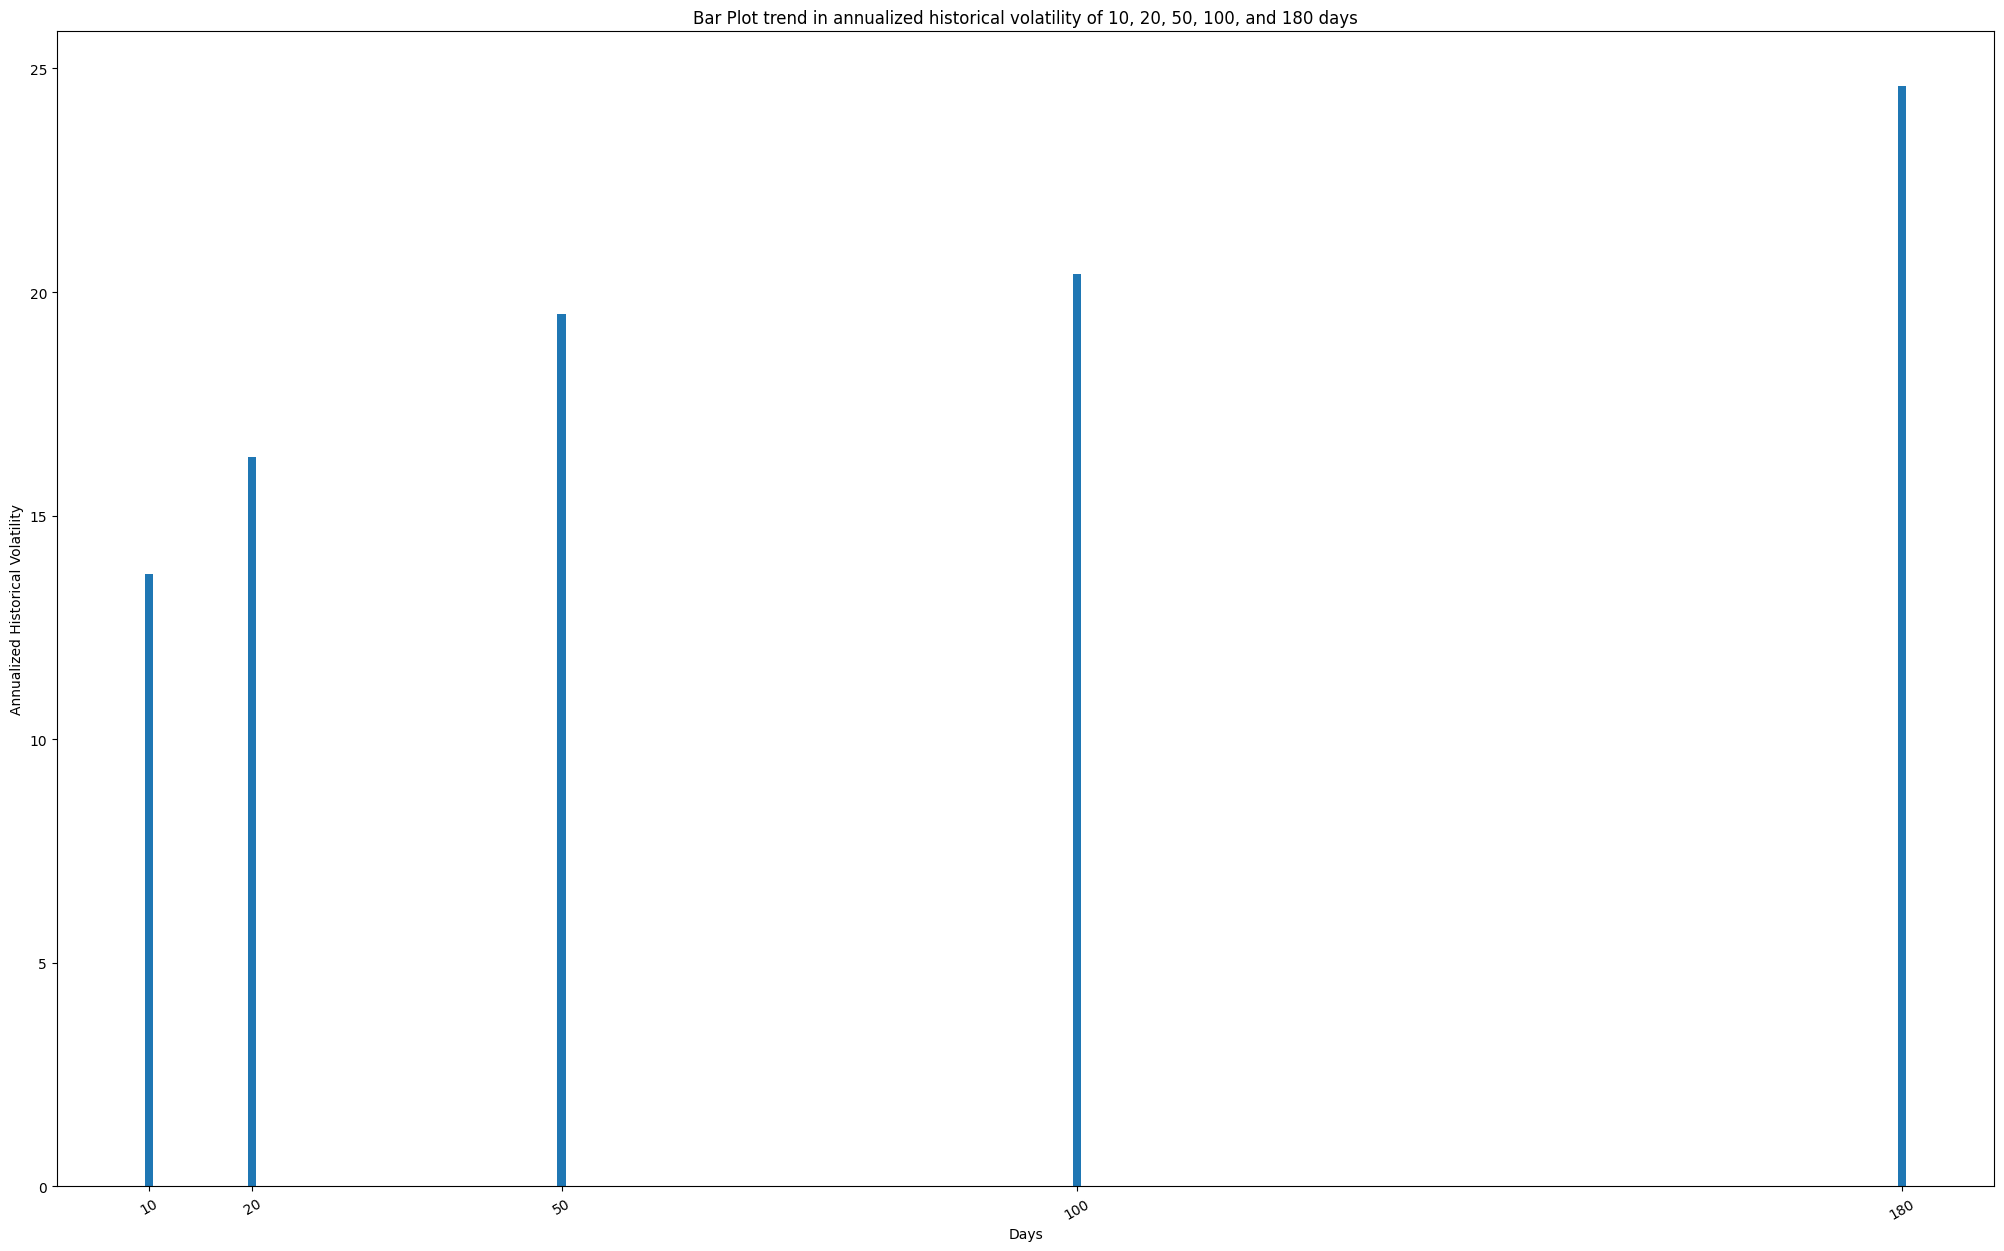 Bar Plot trend in annualized historical volatility of 10, 20, 50, 100, and 180 days
25
20
15
10
5
0
Annualized Historical Volatility
10 20 50 100 180
Days